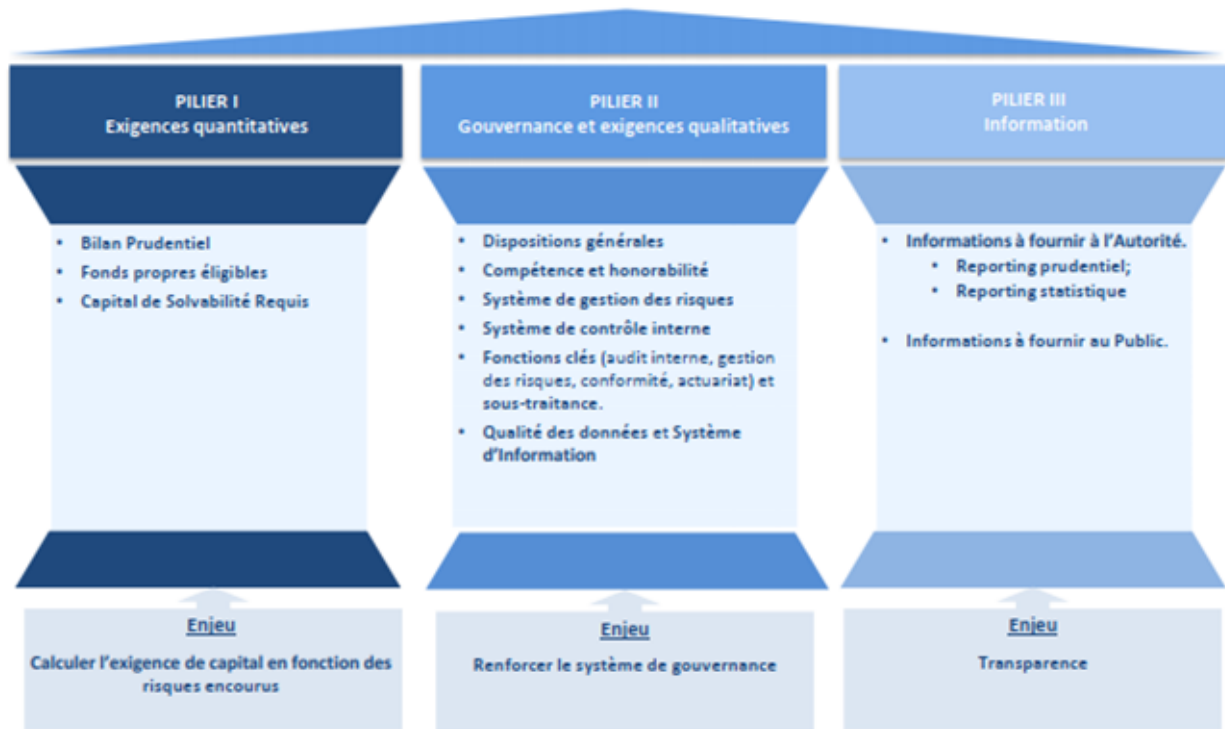 PILIER I
Exigences quantitatives
• Bilan Prudentiel
• Fonds propres éligibles
• Capital de Solvabilité Requis
Enjeu
Calculer l'exigence de capital en fonction des
risques encourus
PILIER II
Gouvernance et exigences qualitatives
• Dispositions générales
• Compétence et honorabilité
• Système de gestion des risques
• Système de contrôle interne
• Fonctions clés (audit interne, gestion
des risques, conformité, actuariat) et
sous-traitance.
• Qualité des données et Système
d'Information
Enjeu
Renforcer le système de gouvernance
PILIER III
Information
• Informations à fournir à l'Autorité.
• Reporting prudentiel;
• Reporting statistique
• Informations à fournir au Public.
Enjeu
Transparence